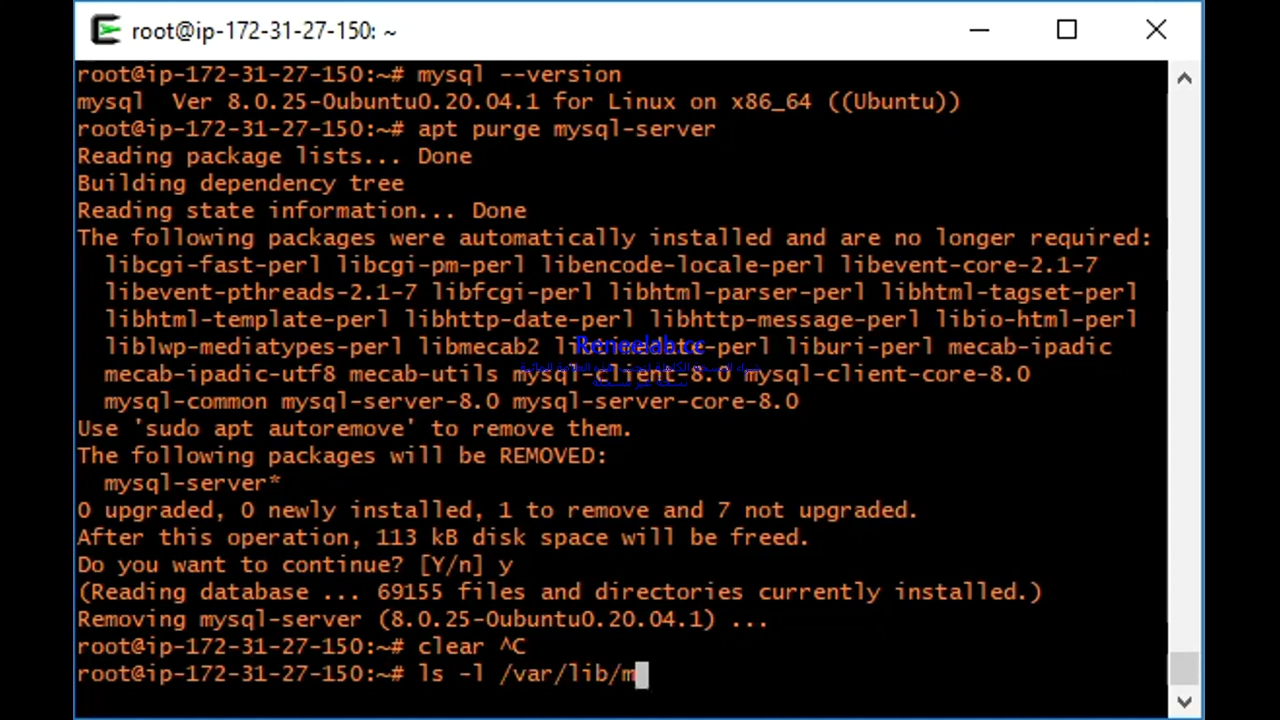 root@ip-172-31-27-150: ~
root@ip-172-31-27-150:~# mysql --version
mysql  Ver 8.0.25-0ubuntu0.20.04.1 for Linux on x86_64 ((Ubuntu))
root@ip-172-31-27-150:~# apt purge mysql-server
Reading package lists... Done
Building dependency tree
Reading state information... Done
The following packages were automatically installed and are no longer required:
  libcgi-fast-perl libcgi-pm-perl libencode-locale-perl libevent-core-2.1-7
  libevent-pthreads-2.1-7 libfcgi-perl libhtml-parser-perl libhtml-tagset-perl
  libhtml-template-perl libhttp-date-perl libhttp-message-perl libio-html-perl
  liblwp-mediatypes-perl libmecab2 liburi-perl mecab-ipadic
Reneelab.cc
  mecab-ipadic-utf8 mecab-utils mysql-client-8.0 mysql-client-core-8.0
  mysql-common mysql-server-8.0 mysql-server-core-8.0
Use 'sudo apt autoremove' to remove them.
The following packages will be REMOVED:
  mysql-server*
0 upgraded, 0 newly installed, 1 to remove and 7 not upgraded.
After this operation, 113 kB disk space will be freed.
Do you want to continue? [Y/n] y
(Reading database ... 69155 files and directories currently installed.)
Removing mysql-server (8.0.25-0ubuntu0.20.04.1) ...
root@ip-172-31-27-150:~# clear ^C
root@ip-172-31-27-150:~# ls -l /var/lib/m